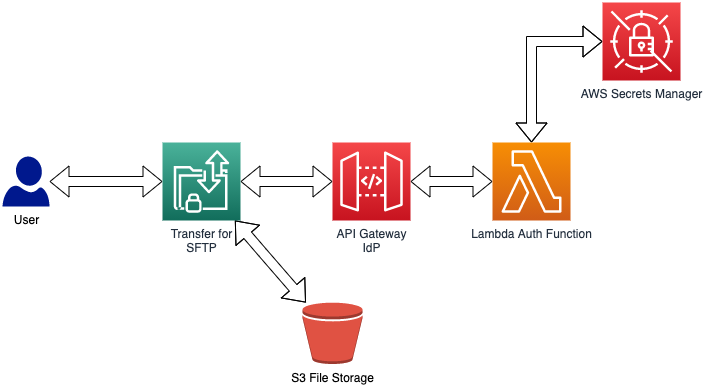 AWS Secrets Manager
User
Transfer for
SFTP
API Gateway
IdP
Lambda Auth Function
S3 File Storage